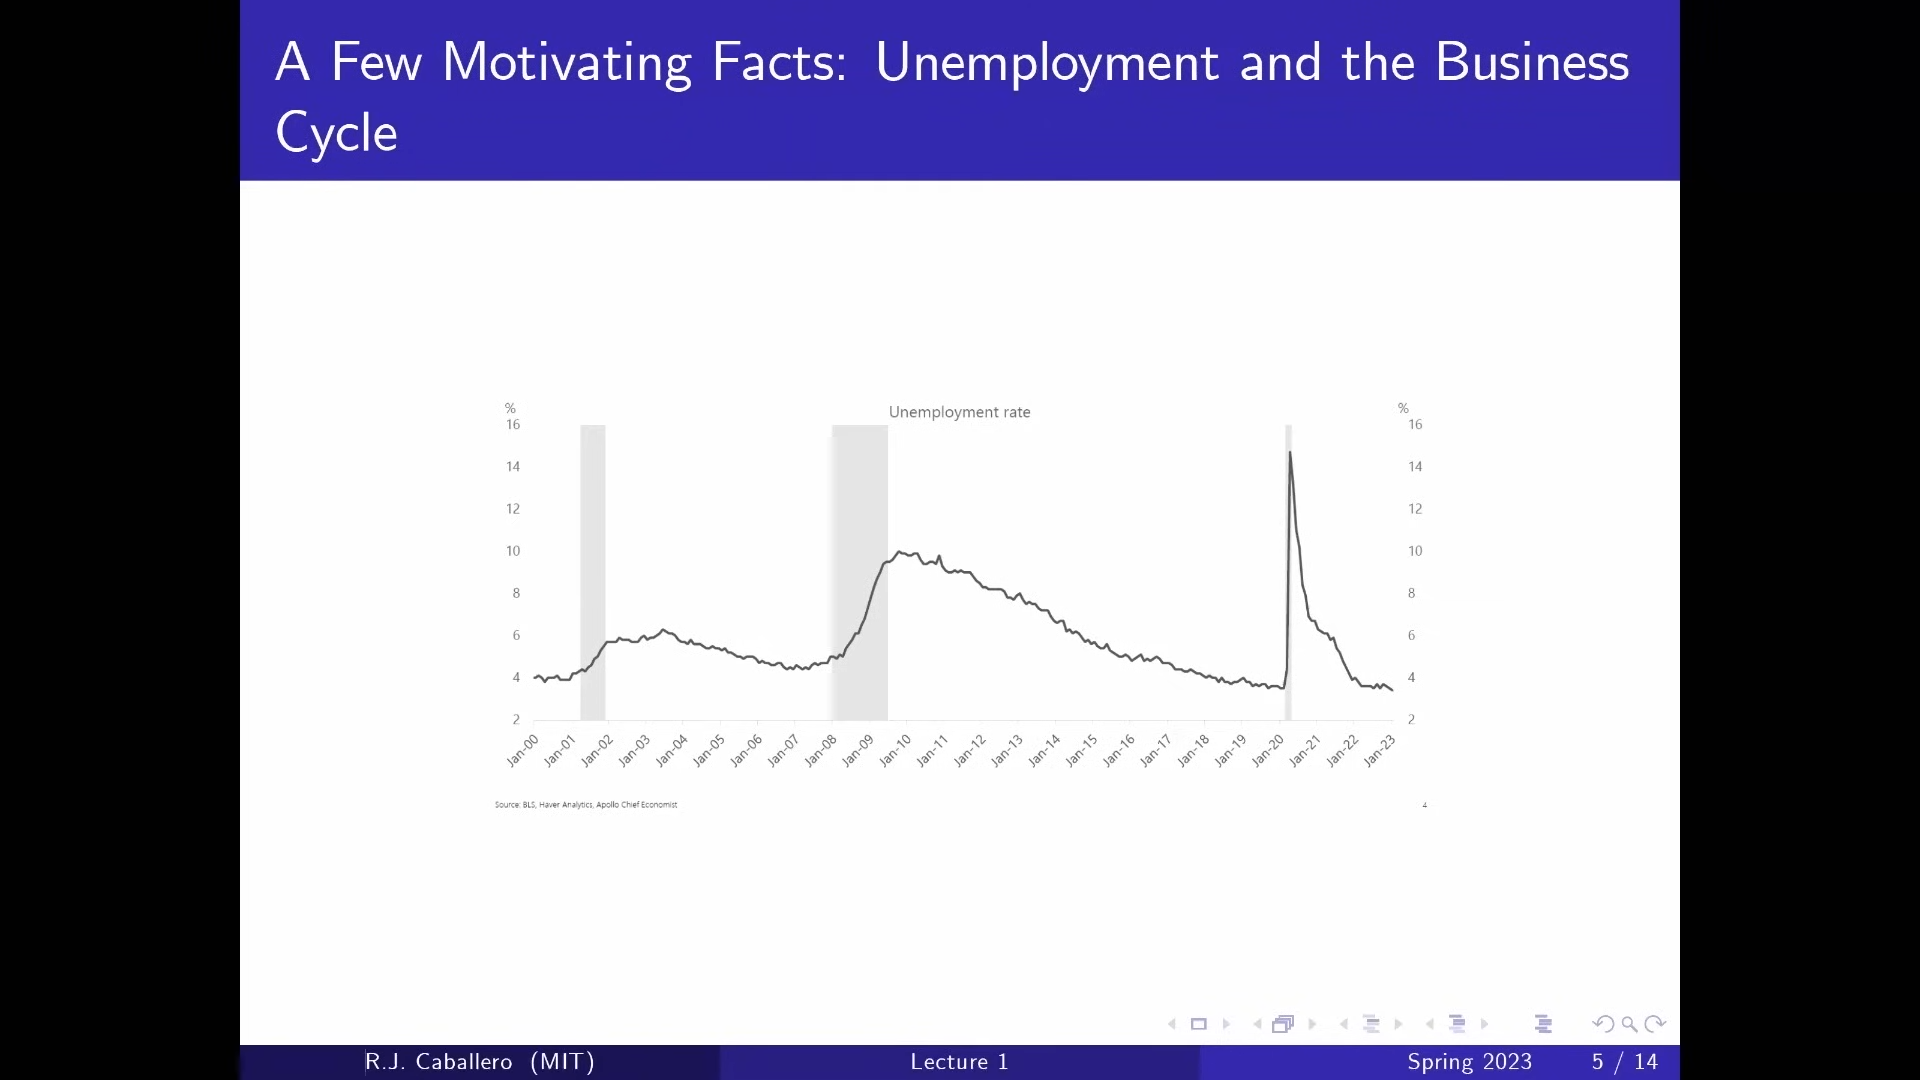 A Few Motivating Facts: Unemployment and the Business
Cycle
Unemployment rate
% %
16 16
14 14
12 12
10 10
8 8
6 6
4 4
2 2
Jan-00 Jan-01 Jan-02 Jan-03 Jan-04 Jan-05 Jan-06 Jan-07 Jan-08 Jan-09 Jan-10 Jan-11 Jan-12 Jan-13 Jan-14 Jan-15 Jan-16 Jan-17 Jan-18 Jan-19 Jan-20 Jan-21 Jan-22 Jan-23
Source: BLS, Haver Analytics, Apollo Chief Economist 4
R.J. Caballero (MIT) Lecture 1 Spring 2023 5 / 14